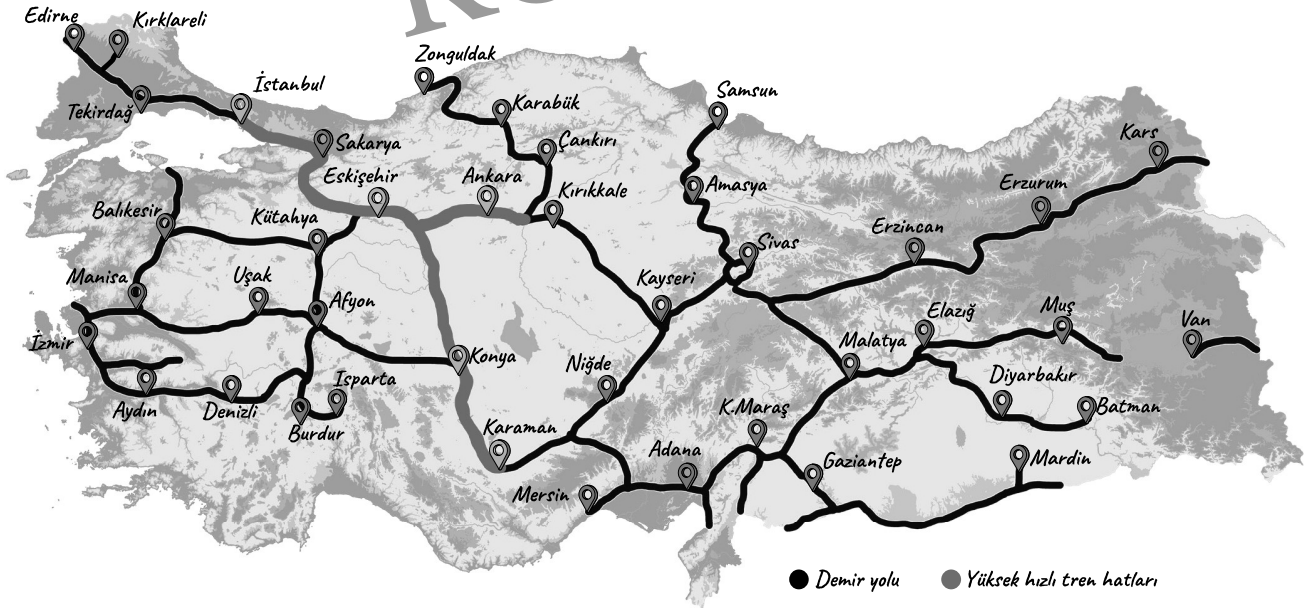 Edirne
Kırklareli
Tekirdağ
İstanbul
Sakarya
Zonguldak
Karabük
Çankırı
Samsun
Amasya
Kars
Erzurum
Erzincan
Sivas
Eskişehir
Ankara
Kırıkkale
Balıkesir
Kütahya
Manisa
Uşak
Afyon
Kayseri
Elazığ
Muş
Van
İzmir
Konya
Niğde
Malatya
Diyarbakır
Batman
Aydın
Denizli
Isparta
Burdur
Karaman
K.Maraş
Adana
Gaziantep
Mardin
Mersin
Demir yolu
Yüksek hızlı tren hatları